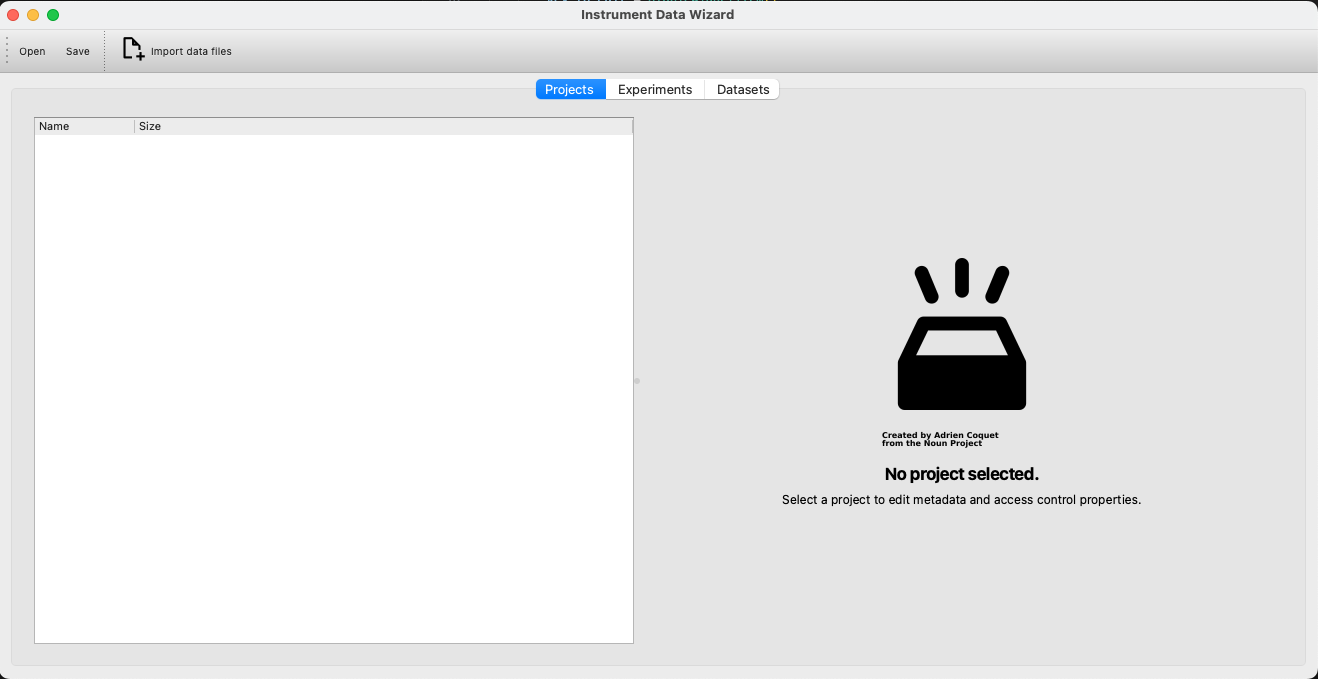 Instrument Data Wizard
Open Save Import data files
Projects Experiments Datasets
Name Size
Created by Adrien Coquet
from the Noun Project
No project selected.
Select a project to edit metadata and access control properties.